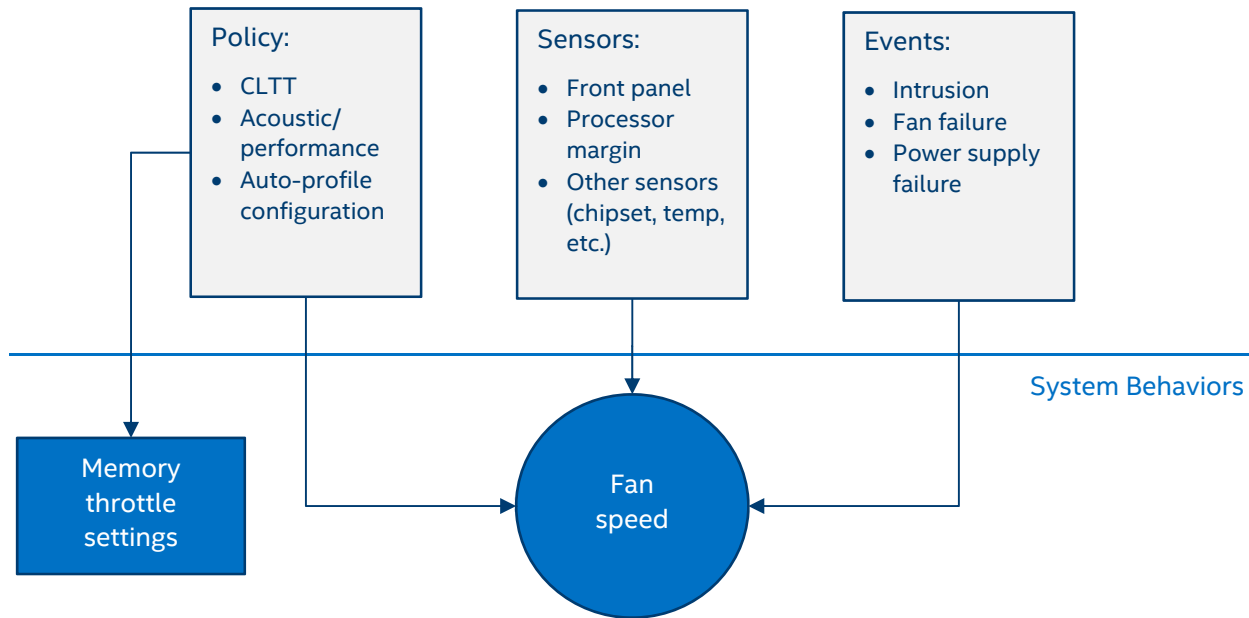 Policy:
• CLTT
• Acoustic/
performance
• Auto-profile
configuration
Sensors:
• Front panel
• Processor
margin
• Other sensors
(chipset, temp,
etc.)
Events:
• Intrusion
• Fan failure
• Power supply
failure
System Behaviors
Memory
throttle
settings
Fan
speed